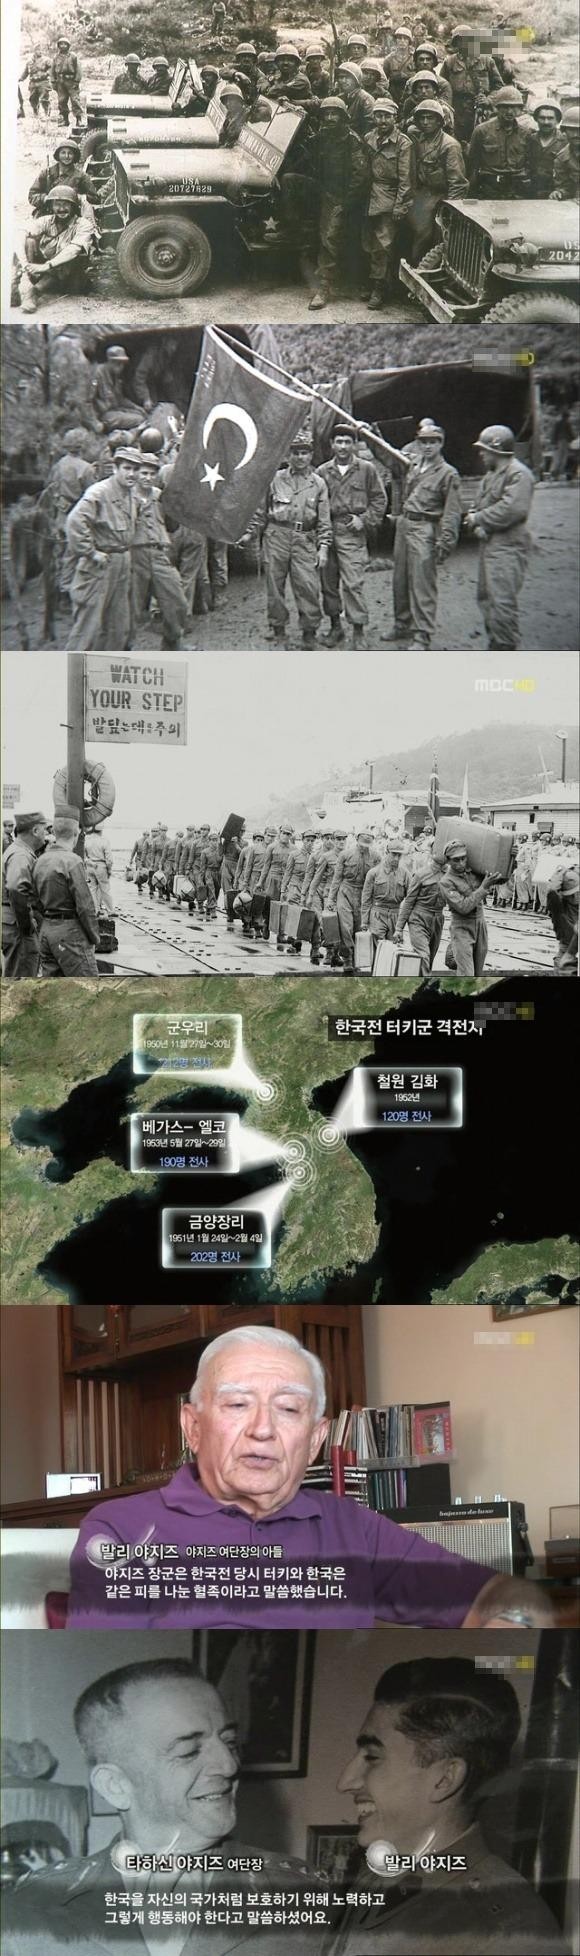 USA
20727829
WATCH
YOUR STEP
발딛는데를주의
MBC HD
한국전 터키군 격전지
군우리
1950년 11월 27일~30일
212명 전사
철원 김화
1952년
120명 전사
베가스- 엘코
1953년 5월 27일~29일
190명 전사
금양장리
1951년 1월 24일~2월 4일
202명 전사
발리 야지즈 야지즈 여단장의 아들
야지즈 장군은 한국전 당시 터키와 한국은
같은 피를 나눈 혈족이라고 말씀했습니다.
타하신 야지즈 여단장
발리 야지즈
한국을 자신의 국가처럼 보호하기 위해 노력하고
그렇게 행동해야 한다고 말씀하셨어요.